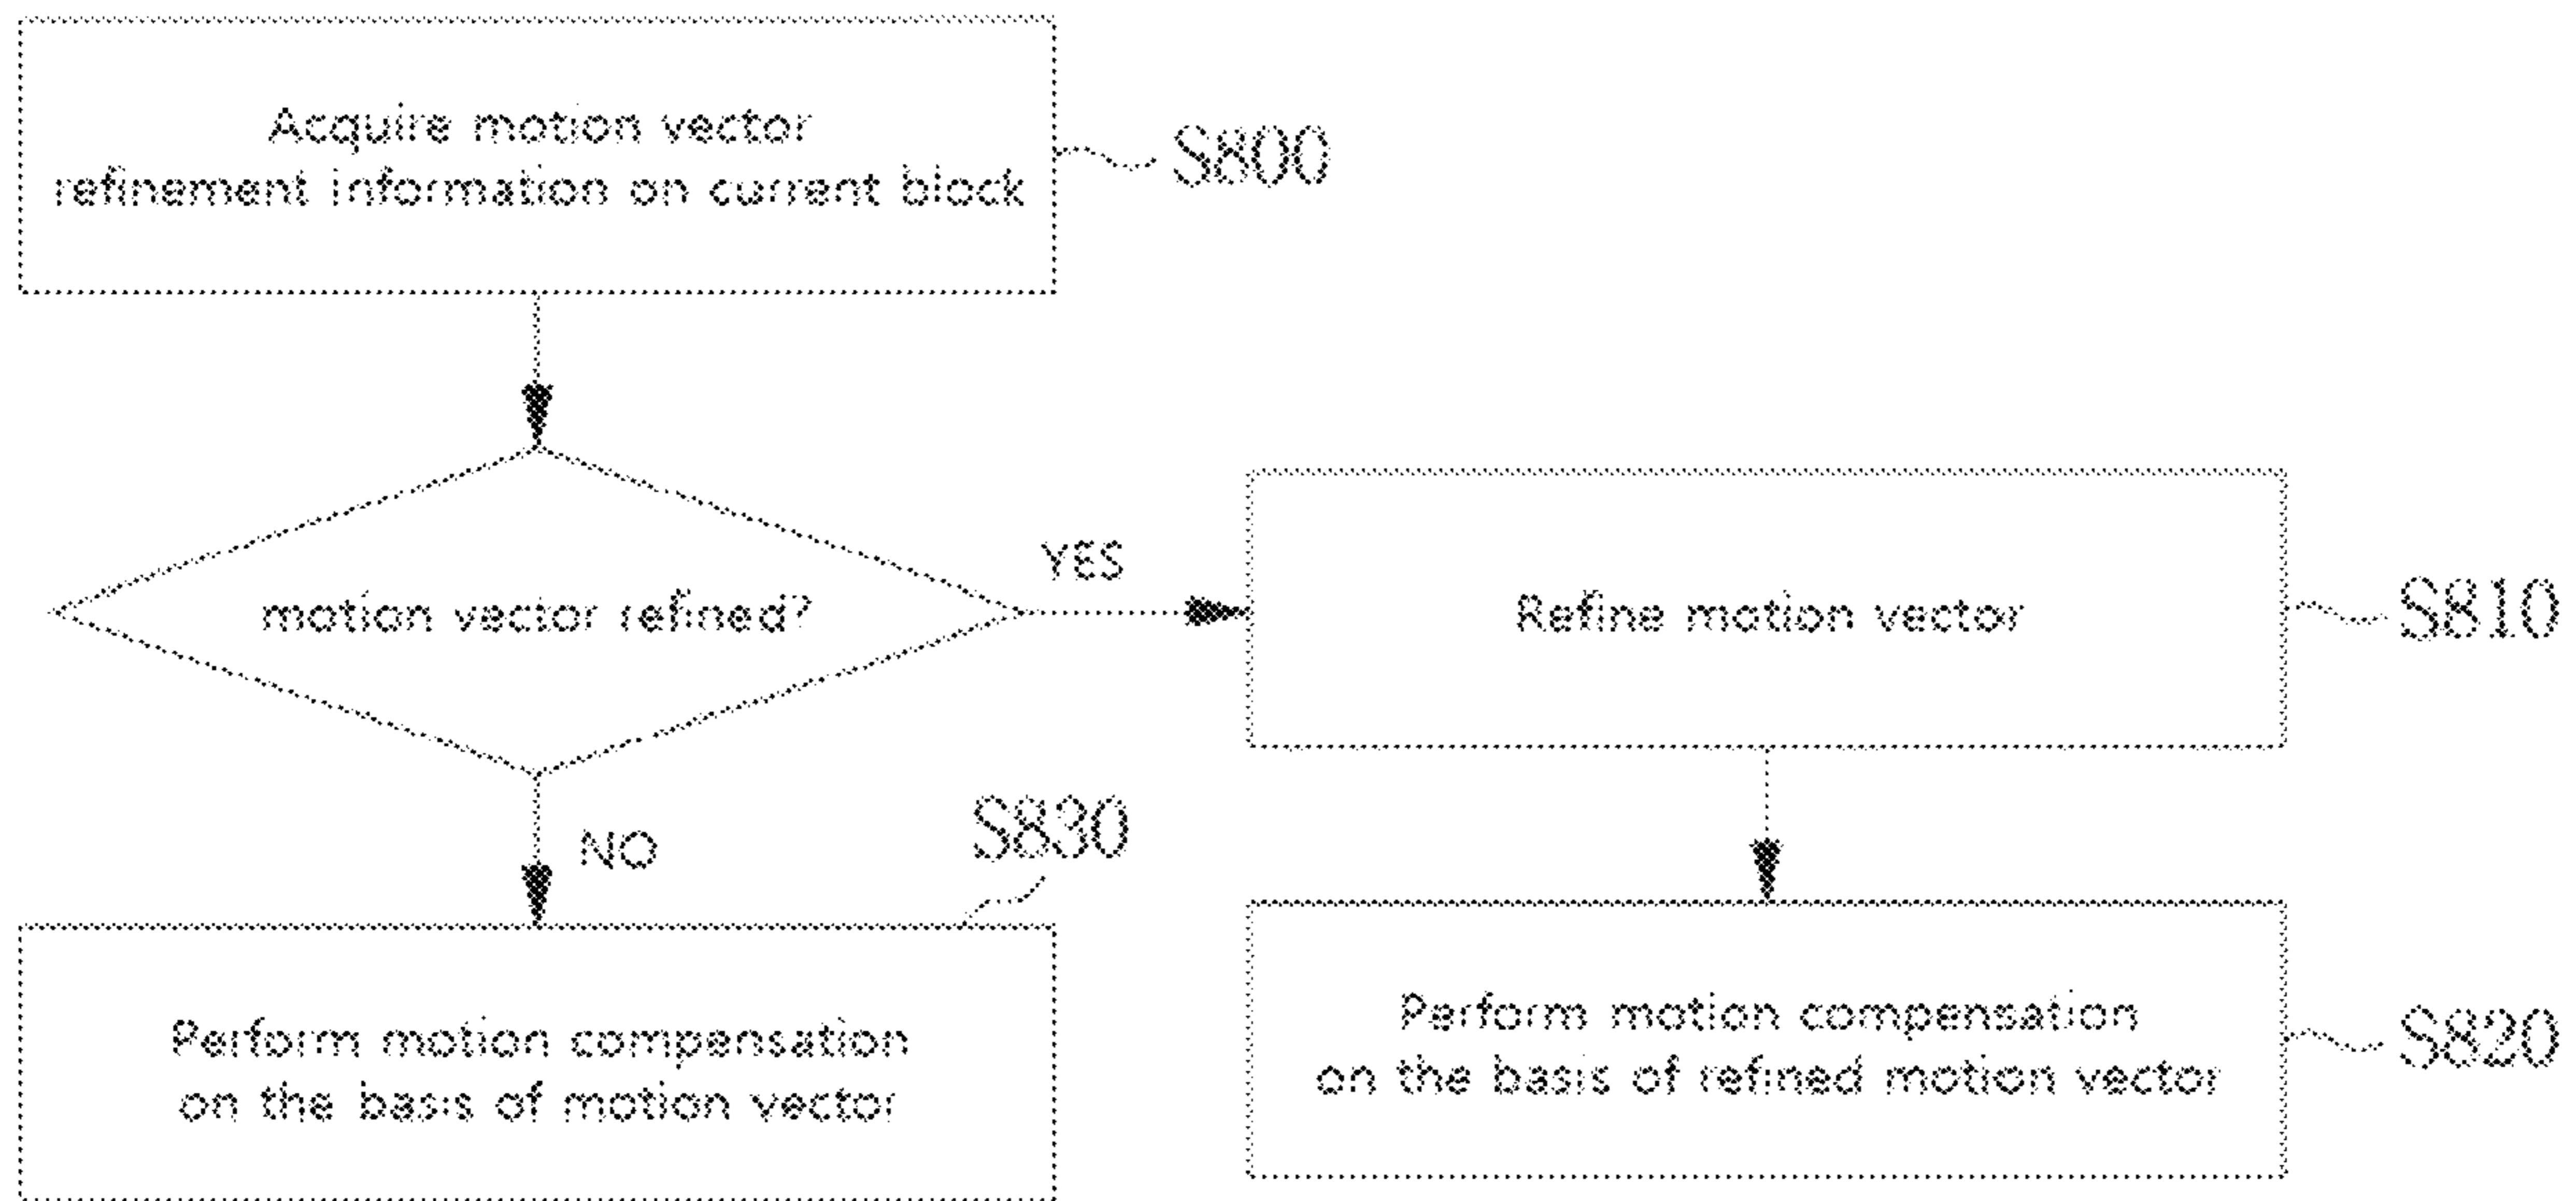 Acquire motion vector
refinement information on current block
S800
motion vector refined?
YES
Refine motion vector
S810
NO
S830
Perform motion compensation
on the basis of motion vector
Perform motion compensation
on the basis of refined motion vector
S820